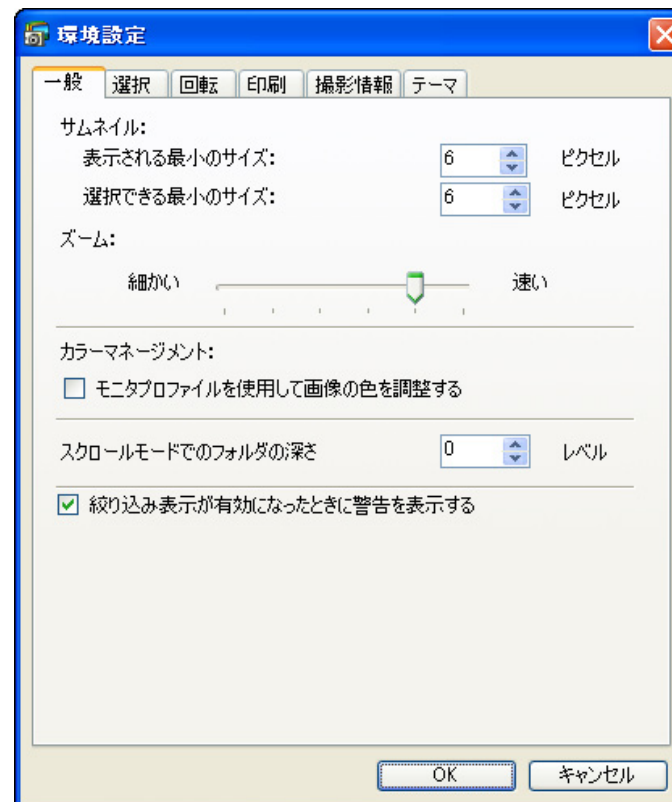 環境設定
一般 選択 回転 印刷 撮影情報 テーマ
サムネイル:
表示される最小のサイズ: 6 ピクセル
選択できる最小のサイズ: 6 ピクセル
ズーム:
細かい 速い
カラーマネージメント:
モニタプロファイルを使用して画像の色を調整する
スクロールモードでのフォルダの深さ 0 レベル
絞り込み表示が有効になったときに警告を表示する
OK キャンセル